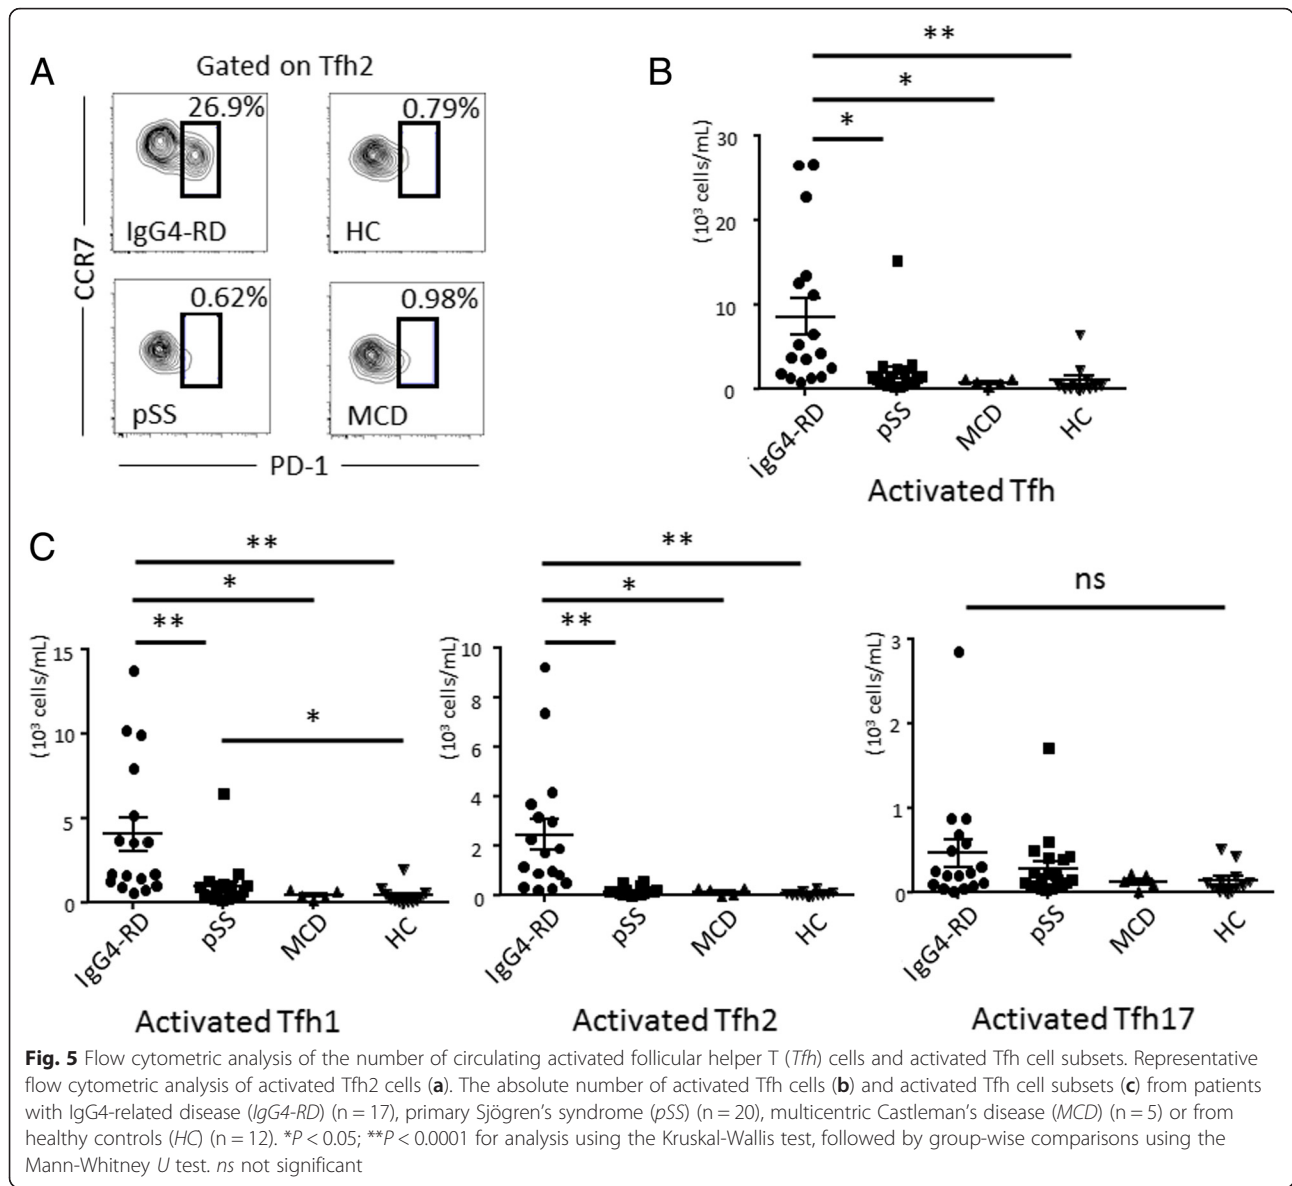 A
Gated on Tfh2
26.9%
0.79%
IgG4-RD
HC
0.62%
0.98%
pSS
MCD
CCR7
PD-1
B
**
*
*
(10³ cells/mL)
30
20
10
0
IgG4-RD
pSS
MCD
HC
Activated Tfh
C
**
*
**
*
(10³ cells/mL)
15
10
5
0
IgG4-RD
pSS
MCD
HC
Activated Tfh1
**
*
**
(10³ cells/mL)
10
8
6
4
2
0
IgG4-RD
pSS
MCD
HC
Activated Tfh2
ns
(10³ cells/mL)
3
2
1
0
IgG4-RD
pSS
MCD
HC
Activated Tfh17
Fig. 5 Flow cytometric analysis of the number of circulating activated follicular helper T (Tfh) cells and activated Tfh cell subsets. Representative
flow cytometric analysis of activated Tfh2 cells (a). The absolute number of activated Tfh cells (b) and activated Tfh cell subsets (c) from patients
with IgG4-related disease (IgG4-RD) (n = 17), primary Sjögren's syndrome (pSS) (n = 20), multicentric Castleman's disease (MCD) (n = 5) or from
healthy controls (HC) (n = 12). *P < 0.05; **P < 0.0001 for analysis using the Kruskal-Wallis test, followed by group-wise comparisons using the
Mann-Whitney U test. ns not significant